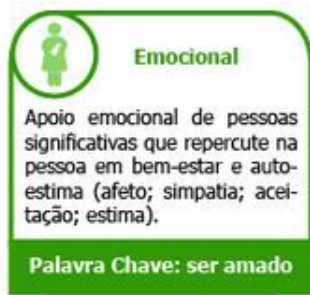 Emocional
Apoio emocional de pessoas
significativas que repercute na
pessoa em bem-estar e auto-
estima (afeto; simpatia; acei-
tação; estima).
Palavra Chave: ser amado